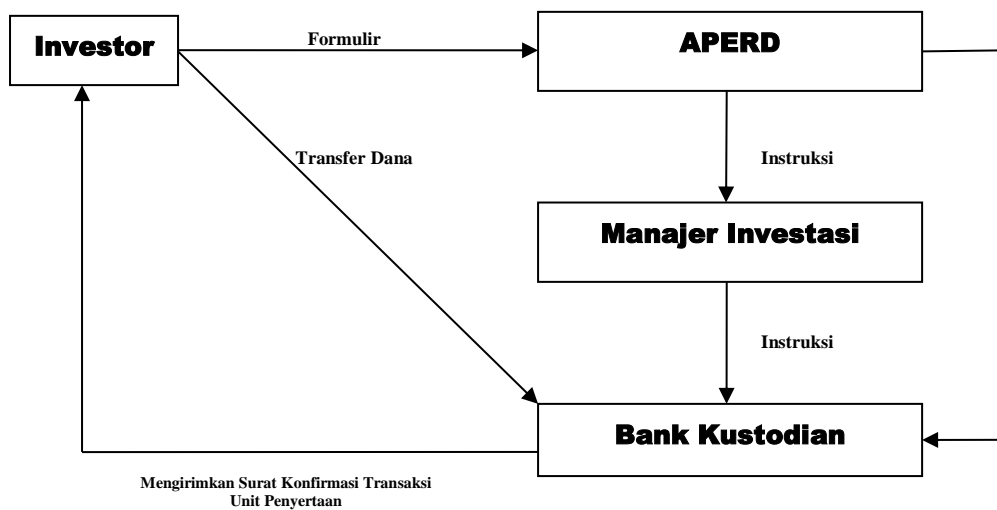 Investor
Formulir
APERD
Transfer Dana
Instruksi
Manajer Investasi
Instruksi
Bank Kustodian
Mengirimkan Surat Konfirmasi Transaksi
Unit Penyertaan